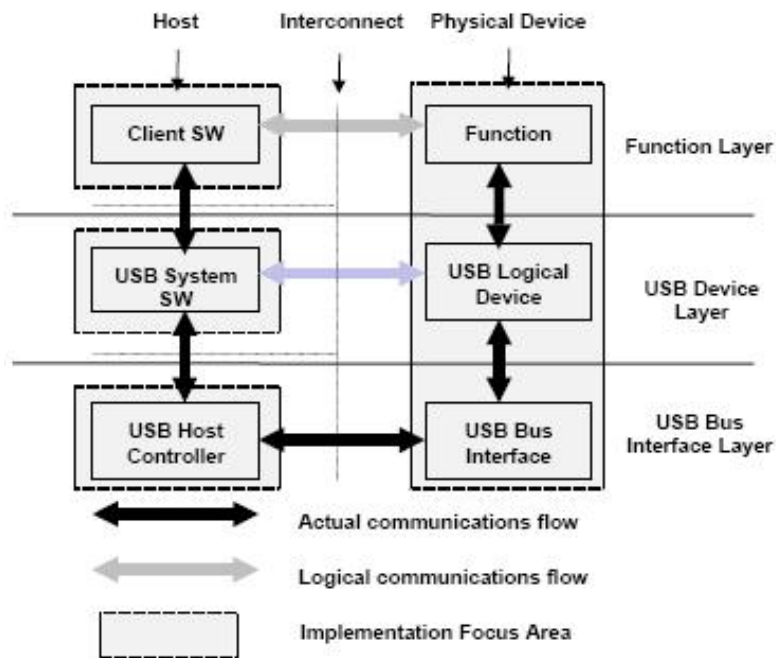 Host
Interconnect
Physical Device
Client SW
Function
Function Layer
USB System
SW
USB Logical
Device
USB Device
Layer
USB Host
Controller
USB Bus
Interface
USB Bus
Interface Layer
Actual communications flow
Logical communications flow
Implementation Focus Area